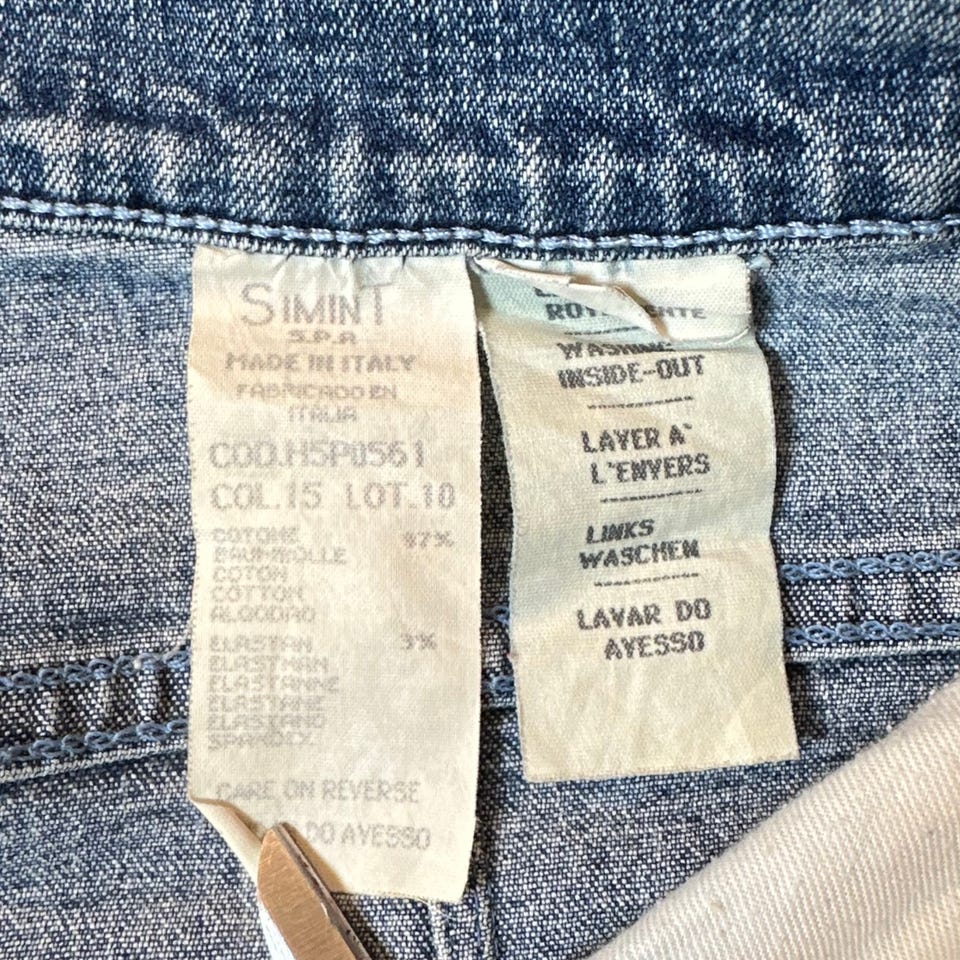 SIMINT
S.P.A
MADE IN ITALY
FABRICADO EN
ITALIA
COD.H5P0561
COL.15 LOT.10
COTONE 97%
BAUMWOLLE
COTON
COTTON
ALGODAO
ELASTAN 3%
ELASTHAN
ELASTANNE
ELASTANE
ELASTANO
SPANDEX
CARE ON REVERSE
DO AVESSO
WASHING
INSIDE-OUT
LAVER A`
L`ENVERS
LINKS
WASCHEN
LAVAR DO
AVESSO